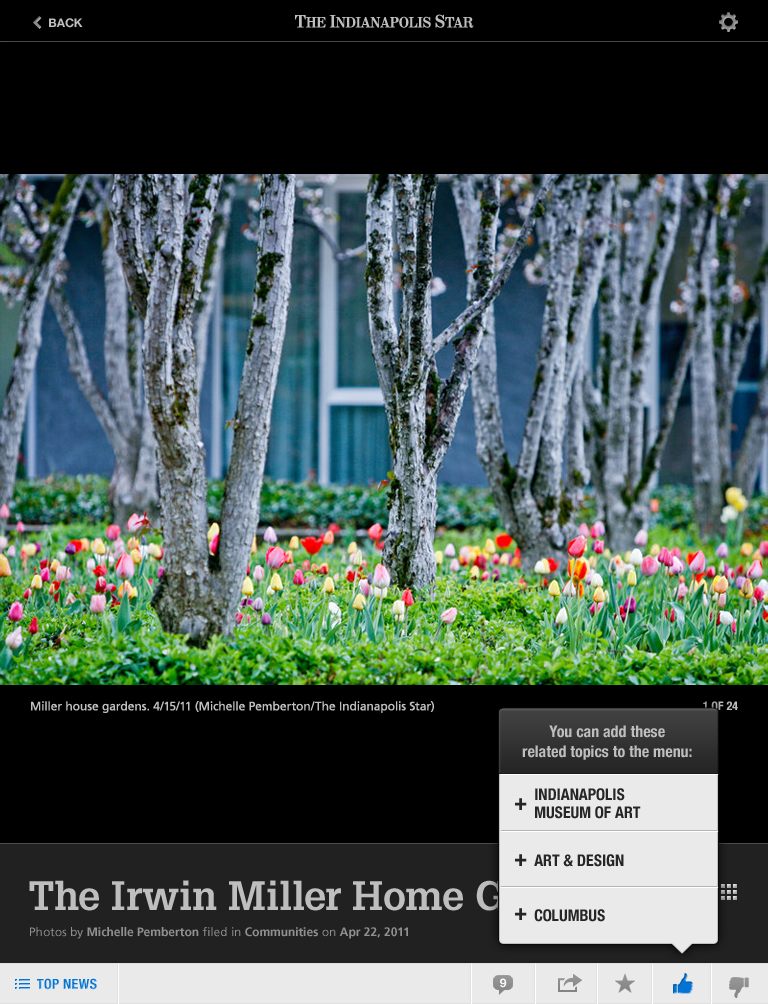 BACK
THE INDIANAPOLIS STAR
Miller house gardens. 4/15/11 (Michelle Pemberton/The Indianapolis Star)
1 OF 24
You can add these
related topics to the menu:
+ INDIANAPOLIS
MUSEUM OF ART
+ ART & DESIGN
+ COLUMBUS
The Irwin Miller Home G
Photos by Michelle Pemberton filed in Communities on Apr 22, 2011
TOP NEWS
9